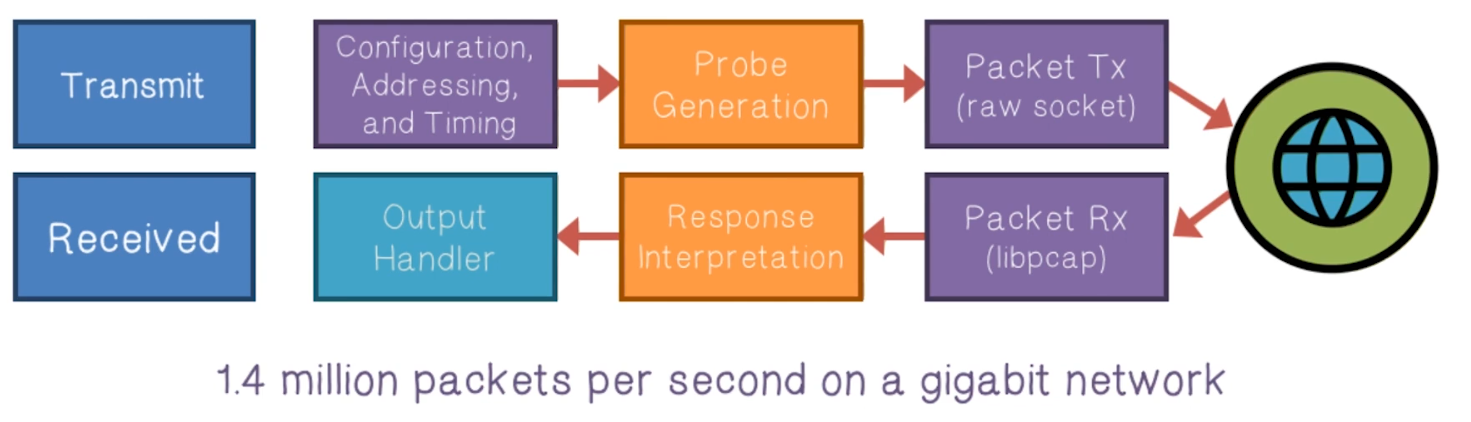 Transmit
Configuration,
Addressing,
and Timing
Probe
Generation
Packet Tx
(raw socket)
Received
Output
Handler
Response
Interpretation
Packet Rx
(libpcap)
1.4 million packets per second on a gigabit network